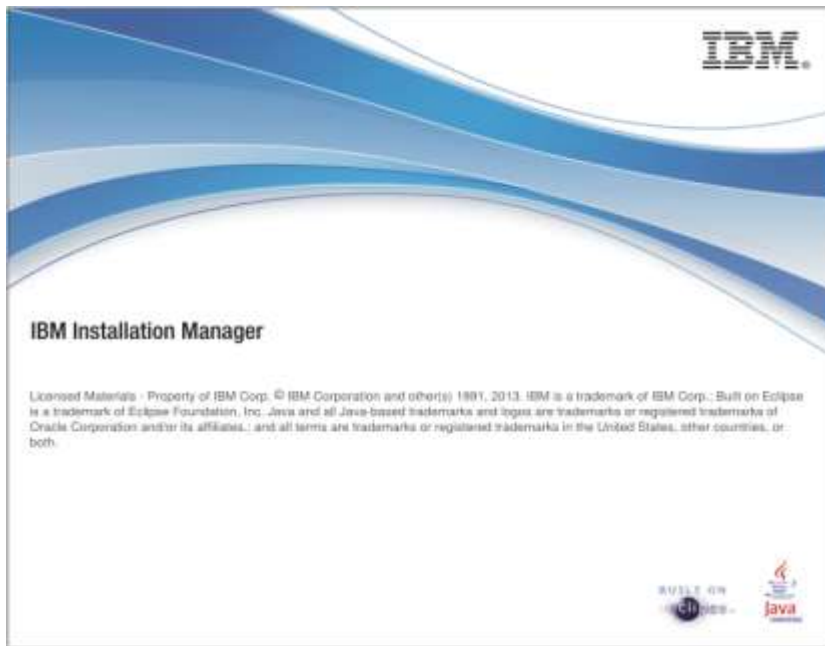 IBM.
IBM Installation Manager
Licensed Materials - Property of IBM Corp. © IBM Corporation and other(s) 1991, 2013. IBM is a trademark of IBM Corp.; Built on Eclipse
is a trademark of Eclipse Foundation, Inc. Java and all Java-based trademarks and logos are trademarks or registered trademarks of
Oracle Corporation and/or its affiliates.; and all terms are trademarks or registered trademarks in the United States, other countries, or
both.
BUILT ON
Java